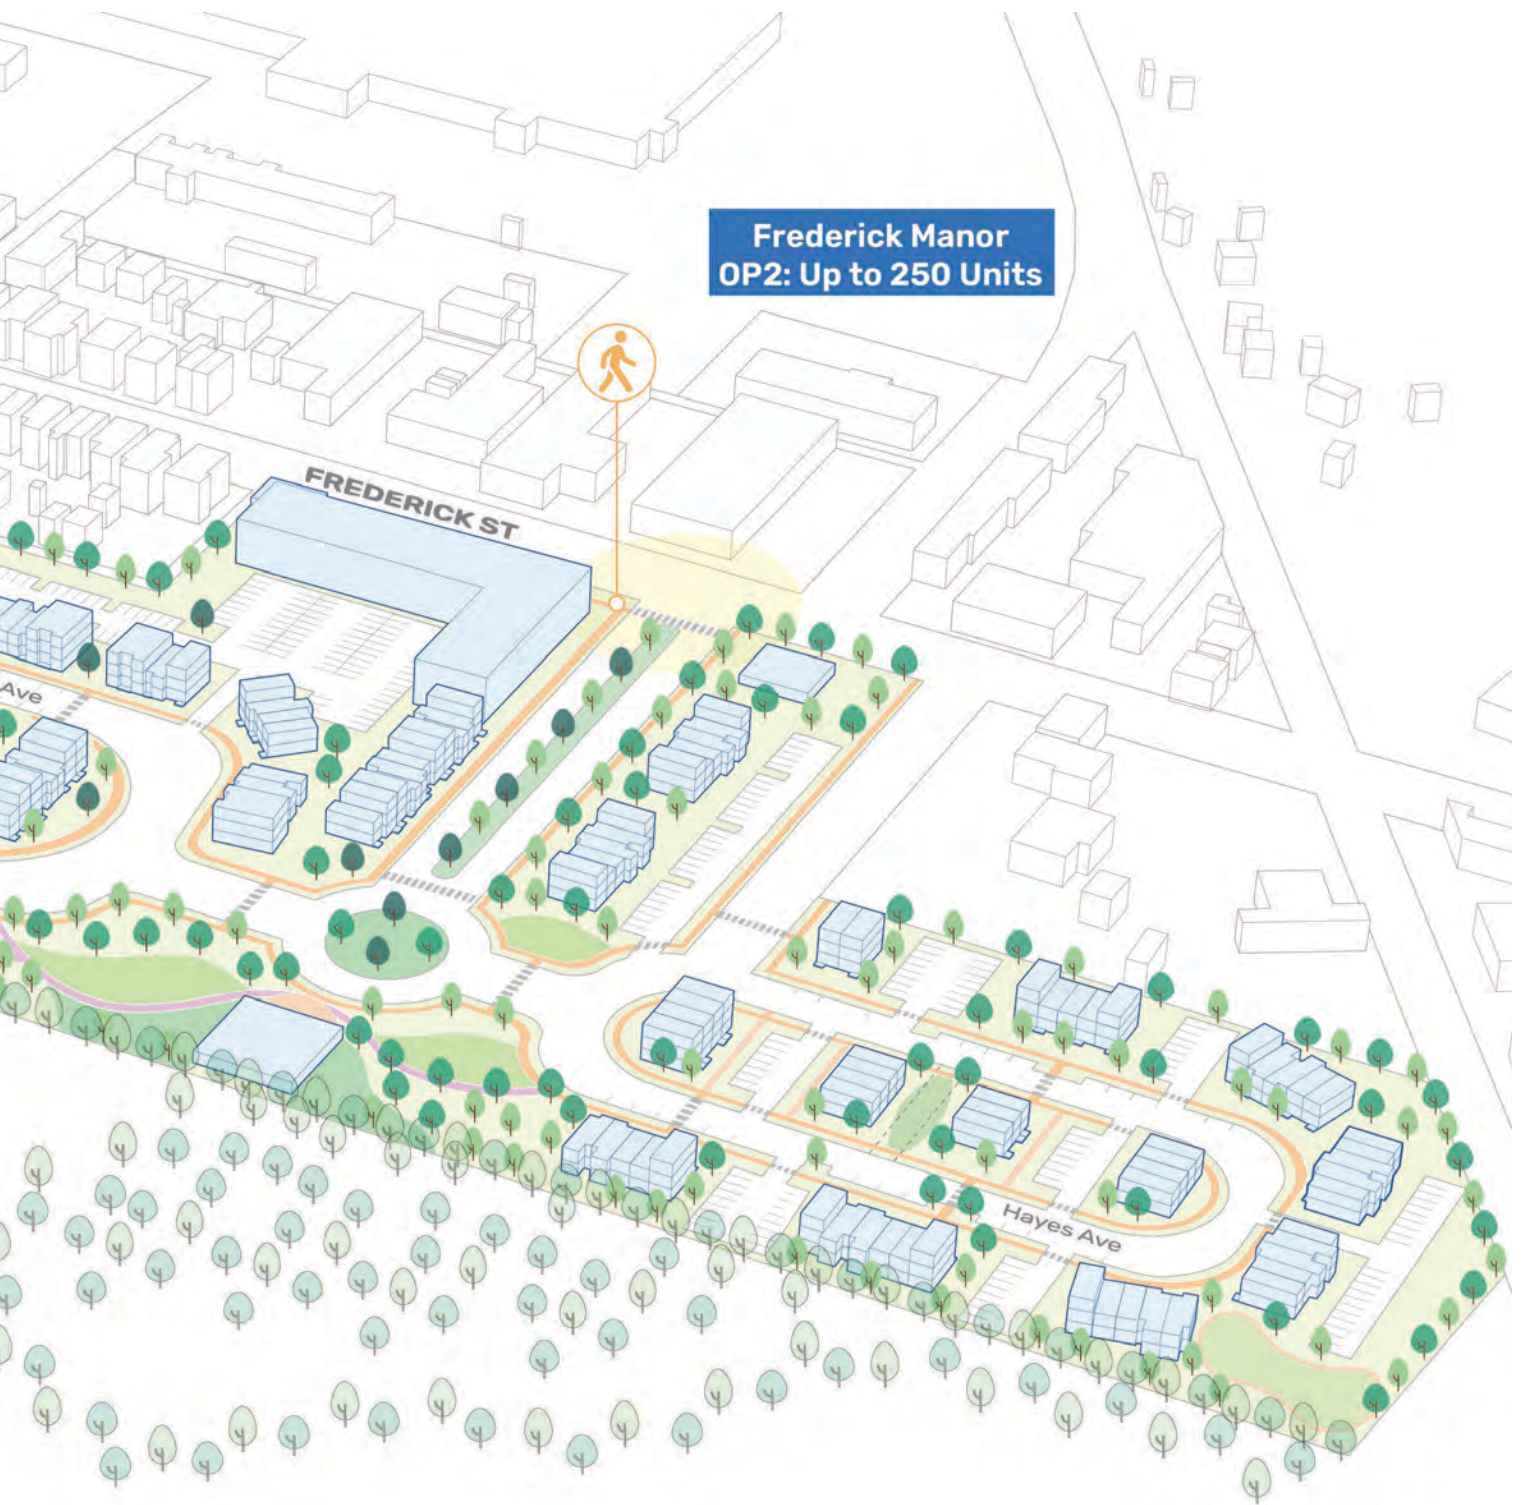 Frederick Manor
OP2: Up to 250 Units
FREDERICK ST
Ave
Hayes Ave